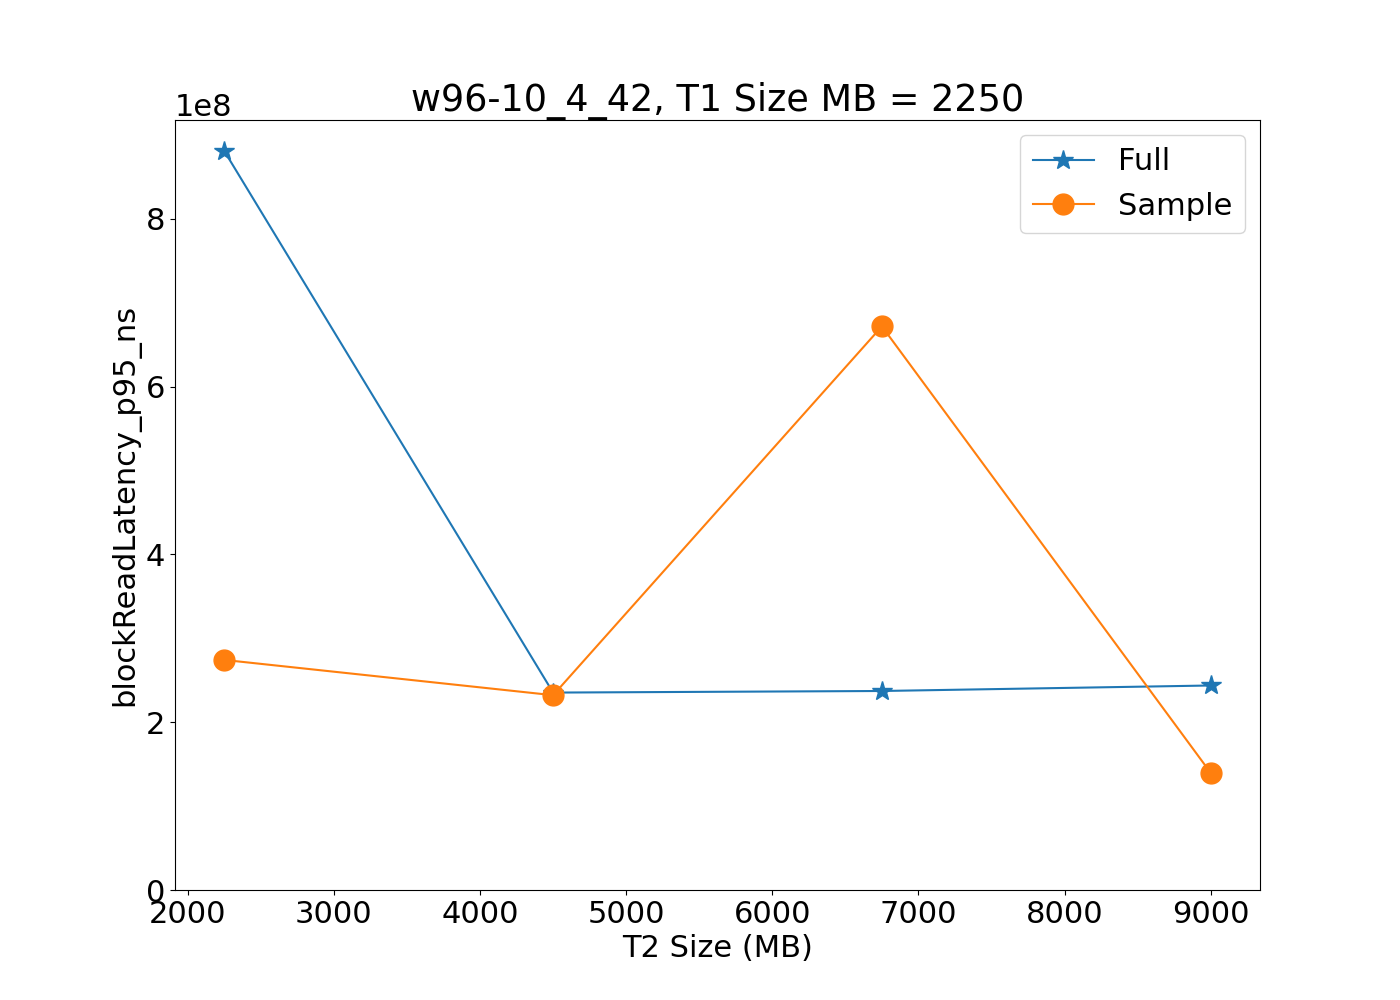 w96-10_4_42, T1 Size MB = 2250
1e8
Full
Sample
8
6
4
2
0
blockReadLatency_p95_ns
2000 3000 4000 5000 6000 7000 8000 9000
T2 Size (MB)